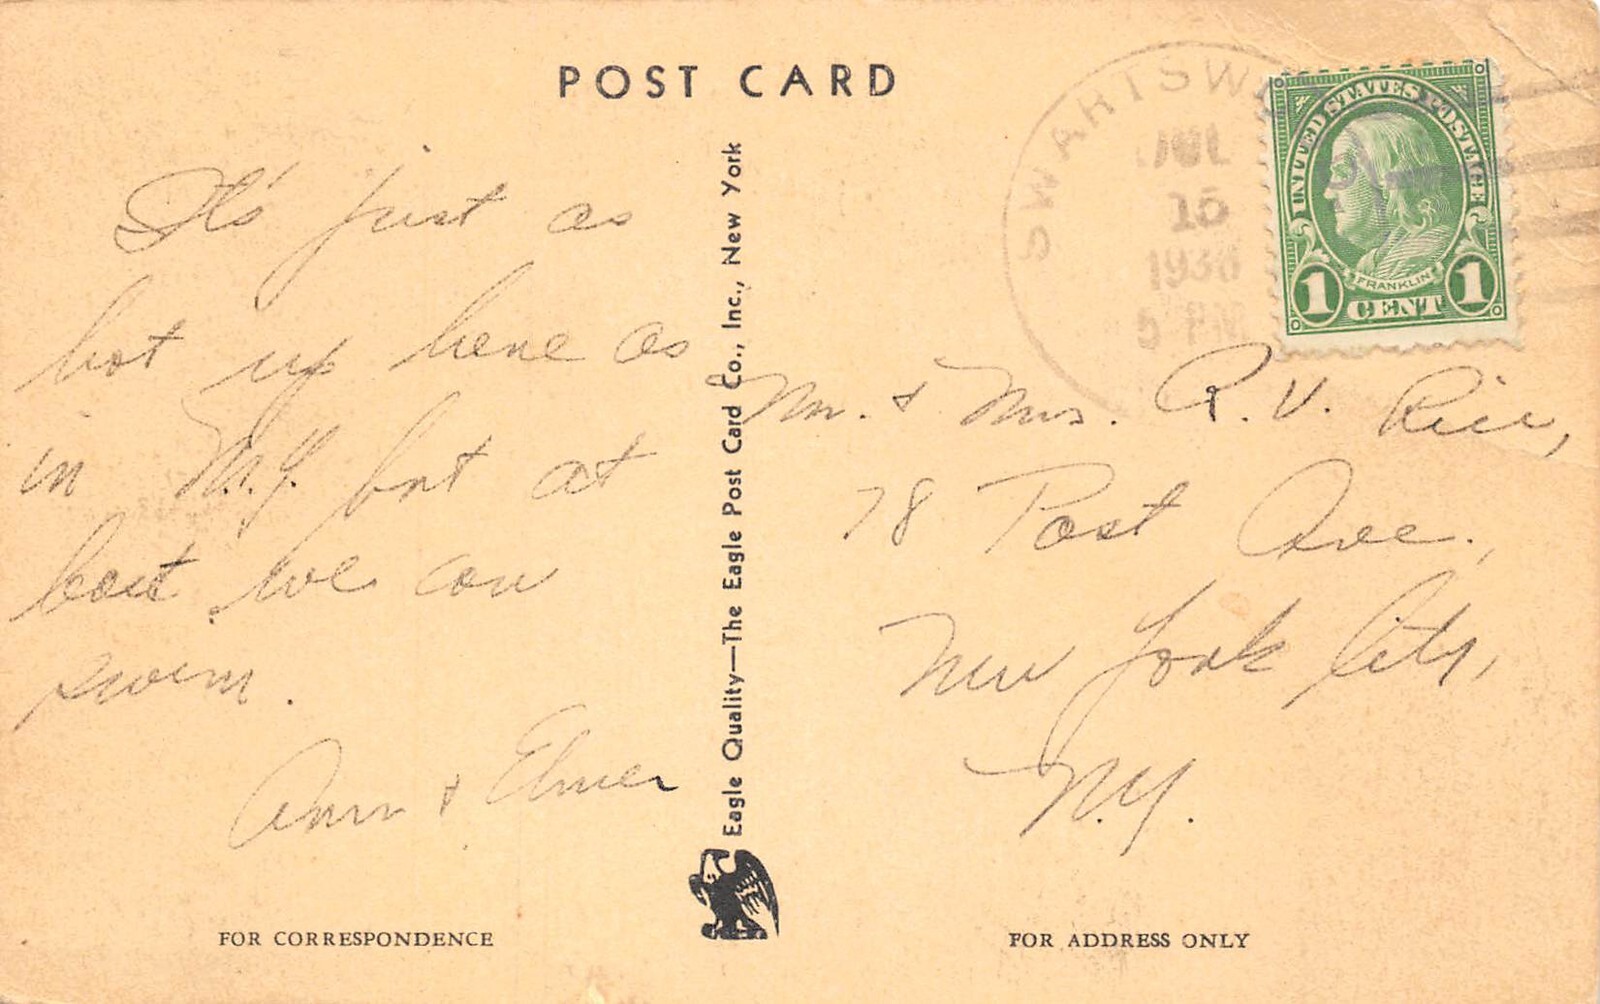 POST CARD
It's just as
hot up here as
in N.Y. but at
least we can
swim.
Ann & Elmer
FOR CORRESPONDENCE
Eagle Quality—The Eagle Post Card Co., Inc., New York
SWARTSW
JUL
15
1936
5 PM
UNITED STATES POSTAGE
FRANKLIN
1 CENT 1
Mr. & Mrs. R. V. Rice,
78 Post Ave.,
New York City,
N.Y.
FOR ADDRESS ONLY